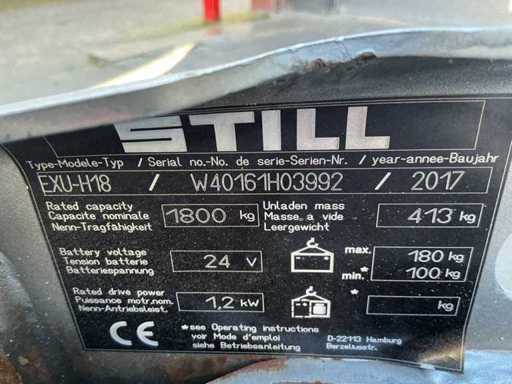 STILL
Type-Modele-Typ / Serial no.-No. de serie-Serien-Nr. / year-annee-Baujahr
EXU-H18 / W40161H03992 / 2017
Rated capacity
Capacite nominale
Nenn-Tragfähigkeit
1800 kg
Unladen mass
Masse a vide
Leergewicht
413 kg
Battery voltage
Tension batterie
Batteriespannung
24 V
max. 180 kg
min.* 100 kg
Rated drive power
Puissance motr.nom.
Nenn-Antriebsleist.
1,2 kW
* kg
CE
*see Operating instructions
voir Mode d'emploi
siehe Betriebsanleitung
D-22113 Hamburg
Berzeliusstr.